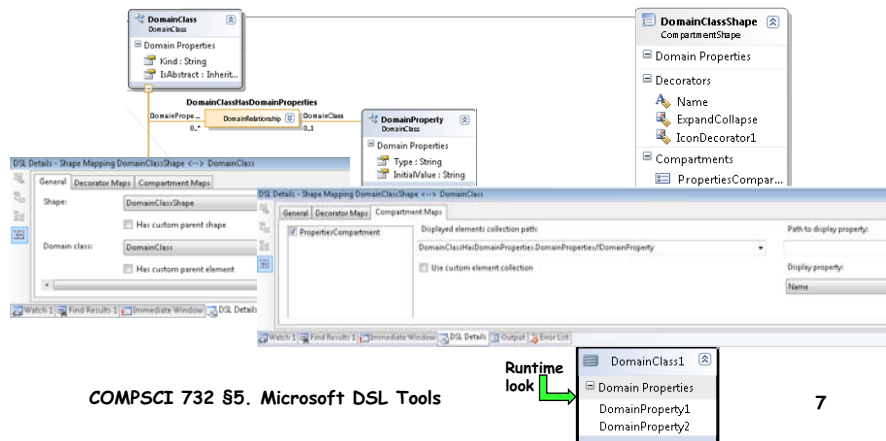 DomainClass
DomainClass
Domain Properties
Kind : String
IsAbstract : Inherit...
DomainClassHasDomainProperties
DomainPrope...
DomainRelationship
DomainClass
0..*
0..1
DomainProperty
DomainClass
Domain Properties
Type : String
InitialValue : String
DomainClassShape
CompartmentShape
Domain Properties
Decorators
Name
ExpandCollapse
IconDecorator1
Compartments
PropertiesCompar...
DSL Details - Shape Mapping DomainClassShape <--> DomainClass
General Decorator Maps Compartment Maps
Shape:
DomainClassShape
Has custom parent shape
Domain class:
DomainClass
Has custom parent element
Watch 1 Find Results 1 Immediate Window DSL Details
DSL Details - Shape Mapping DomainClassShape <--> DomainClass
General Decorator Maps Compartment Maps
PropertiesCompartment
Displayed elements collection path:
DomainClassHasDomainProperties.DomainProperties/!DomainProperty
Use custom element collection
Path to display property:
Display property:
Name
Watch 1 Find Results 1 Immediate Window DSL Details Output Error List
Runtime
look
DomainClass1
Domain Properties
DomainProperty1
DomainProperty2
COMPSCI 732 §5. Microsoft DSL Tools
7